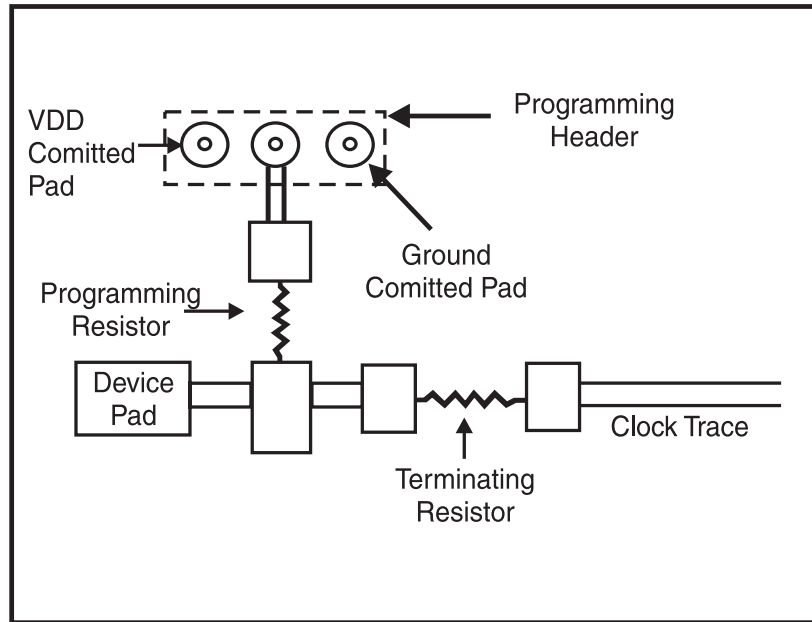 VDD
Comitted
Pad
Programming
Header
Ground
Comitted Pad
Programming
Resistor
Device
Pad
Clock Trace
Terminating
Resistor